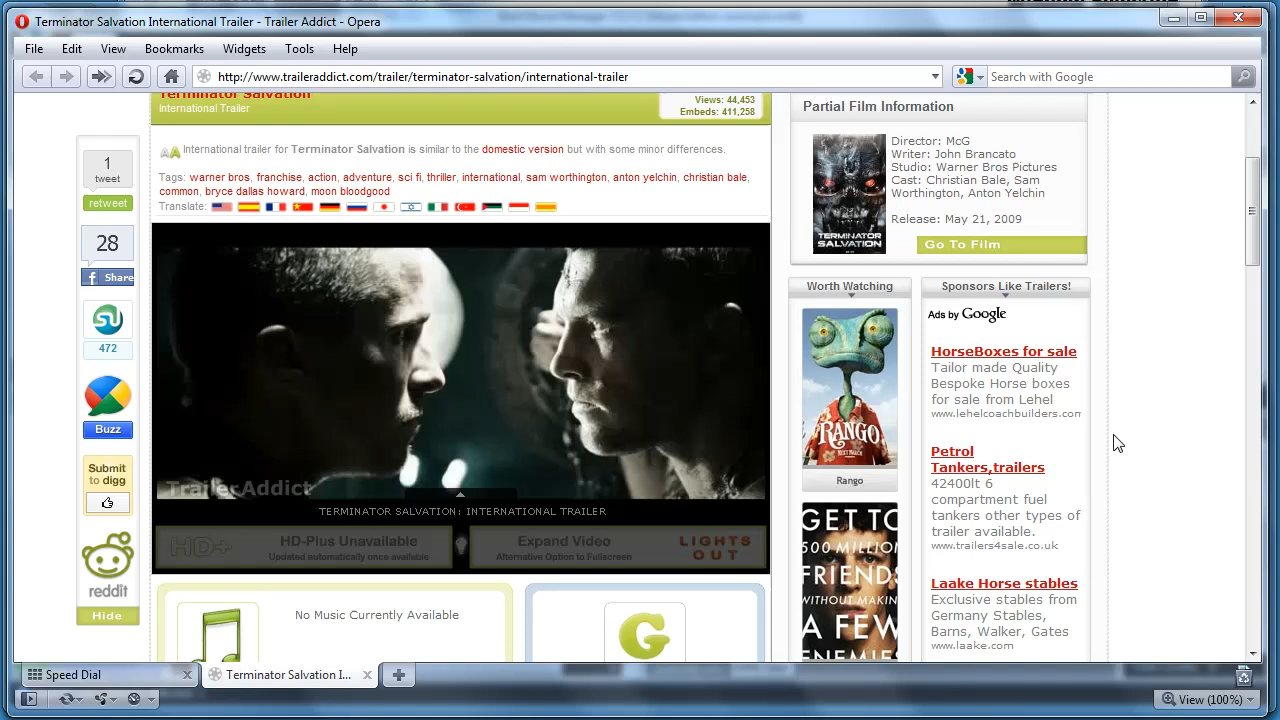 Terminator Salvation International Trailer - Trailer Addict - Opera
File Edit View Bookmarks Widgets Tools Help
http://www.traileraddict.com/trailer/terminator-salvation/international-trailer
Search with Google
Terminator Salvation
International Trailer
Views: 44,453
Embeds: 411,258
AA International trailer for Terminator Salvation is similar to the domestic version but with some minor differences.
Tags: warner bros, franchise, action, adventure, sci fi, thriller, international, sam worthington, anton yelchin, christian bale,
common, bryce dallas howard, moon bloodgood
Translate:
1
tweet
retweet
28
f Share
472
Buzz
Submit
to digg
reddit
Hide
TrailerAddict
TERMINATOR SALVATION: INTERNATIONAL TRAILER
HD+
HD-Plus Unavailable
Updated automatically once available
Expand Video
Alternative Option to Fullscreen
LIGHTS
OUT
No Music Currently Available
G
Partial Film Information
TERMINATOR
SALVATION
Director: McG
Writer: John Brancato
Studio: Warner Bros Pictures
Cast: Christian Bale, Sam
Worthington, Anton Yelchin
Release: May 21, 2009
Go To Film
Worth Watching
RANGO
NEXT MARCH
Rango
GET TO
500 MILLION
FRIENDS
WITHOUT MAKING
A FEW
ENEMIES
Sponsors Like Trailers!
Ads by Google
HorseBoxes for sale
Tailor made Quality
Bespoke Horse boxes
for sale from Lehel
www.lehelcoachbuilders.com
Petrol
Tankers,trailers
42400lt 6
compartment fuel
tankers other types of
trailer available.
www.trailers4sale.co.uk
Laake Horse stables
Exclusive stables from
Germany Stables,
Barns, Walker, Gates
www.laake.com
Speed Dial
Terminator Salvation I...
View (100%)